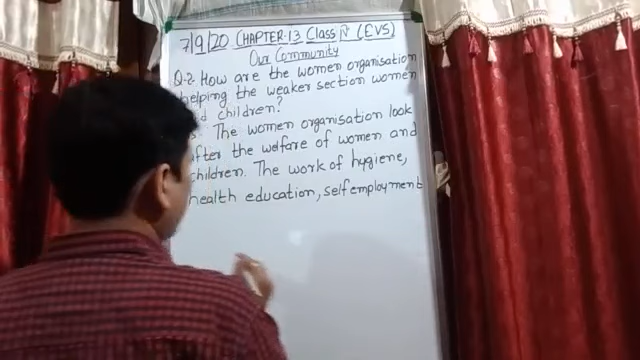 7/9/20 CHAPTER-13 Class IV (EVS)
Our Community
Q.2. How are the women organisation
helping the weaker section women
children?
The women organisation look
after the welfare of women and
children. The work of hygiene,
health education, self employment